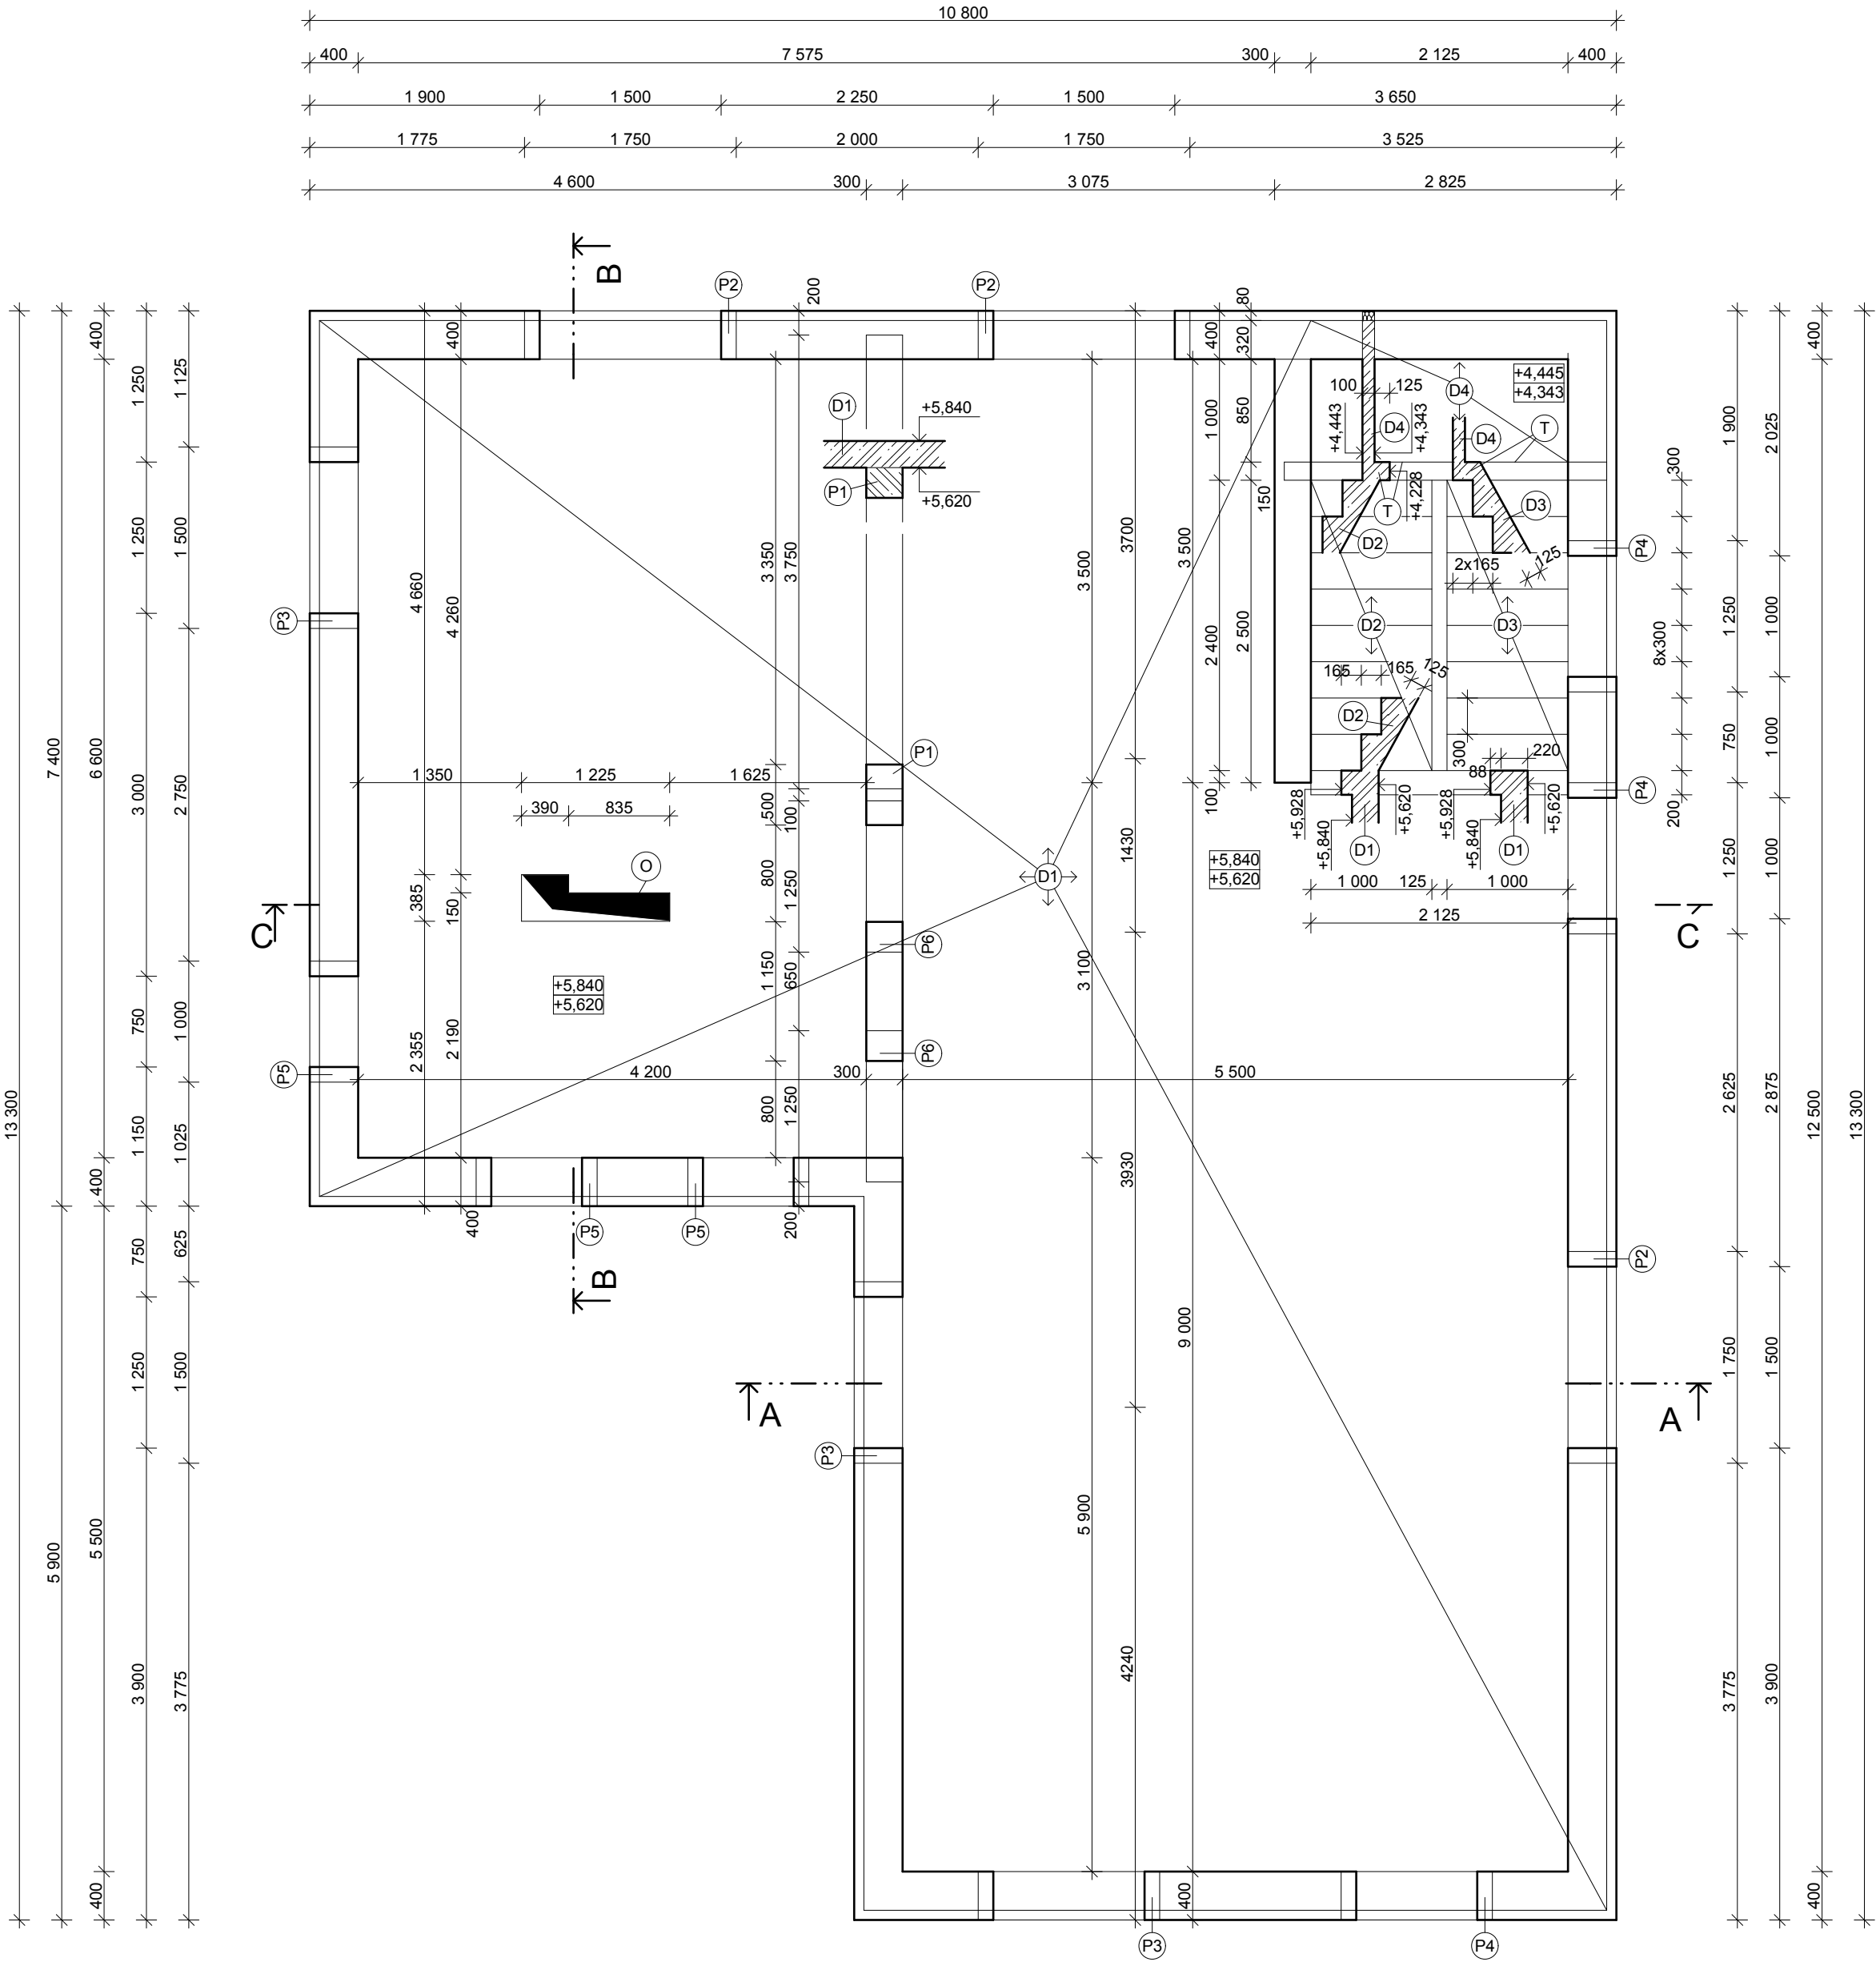 10 800
400 7 575 300 2 125 400
1 900 1 500 2 250 1 500 3 650
1 775 1 750 2 000 1 750 3 525
4 600 300 3 075 2 825
B
P2 P2
200
80
400
400
400
320
400
1 250
1 125
D1
+5,840
P1
+5,620
100 125
D4
+4,445
+4,343
1 000
850
+4,443
D4
+4,343
D4
T
1 900
2 025
300
150
+4,228
T
D2
D3
1 250
1 500
3 350
3 750
3 500
3700
3 500
2x165
125
P4
P3
4 660
4 260
2 400
2 500
D2
D3
1 250
1 000
8x300
165 165 125
D2
7 400
6 600
3 000
2 750
1 350 1 225 1 625
P1
300
220
88
750
1 000
P4
390 835
500
100
100
+5,928
+5,840
+5,620
+5,928
+5,840
+5,620
200
1430
D1
D1
O
+5,840
+5,620
385
150
800
1 250
D1
1 000 125 1 000
1 250
1 000
2 125
C
C
P6
+5,840
+5,620
1 150
650
3 100
750
1 000
2 355
2 190
P6
P5
4 200 300 5 500
13 300
1 150
1 025
800
1 250
2 625
2 875
12 500
13 300
400
3930
400
P5 P5
200
750
625
B
P2
9 000
1 250
1 500
1 750
1 500
A
A
P3
5 900
5 900
5 500
4240
3 900
3 775
3 775
3 900
400
400
400
P3 P4